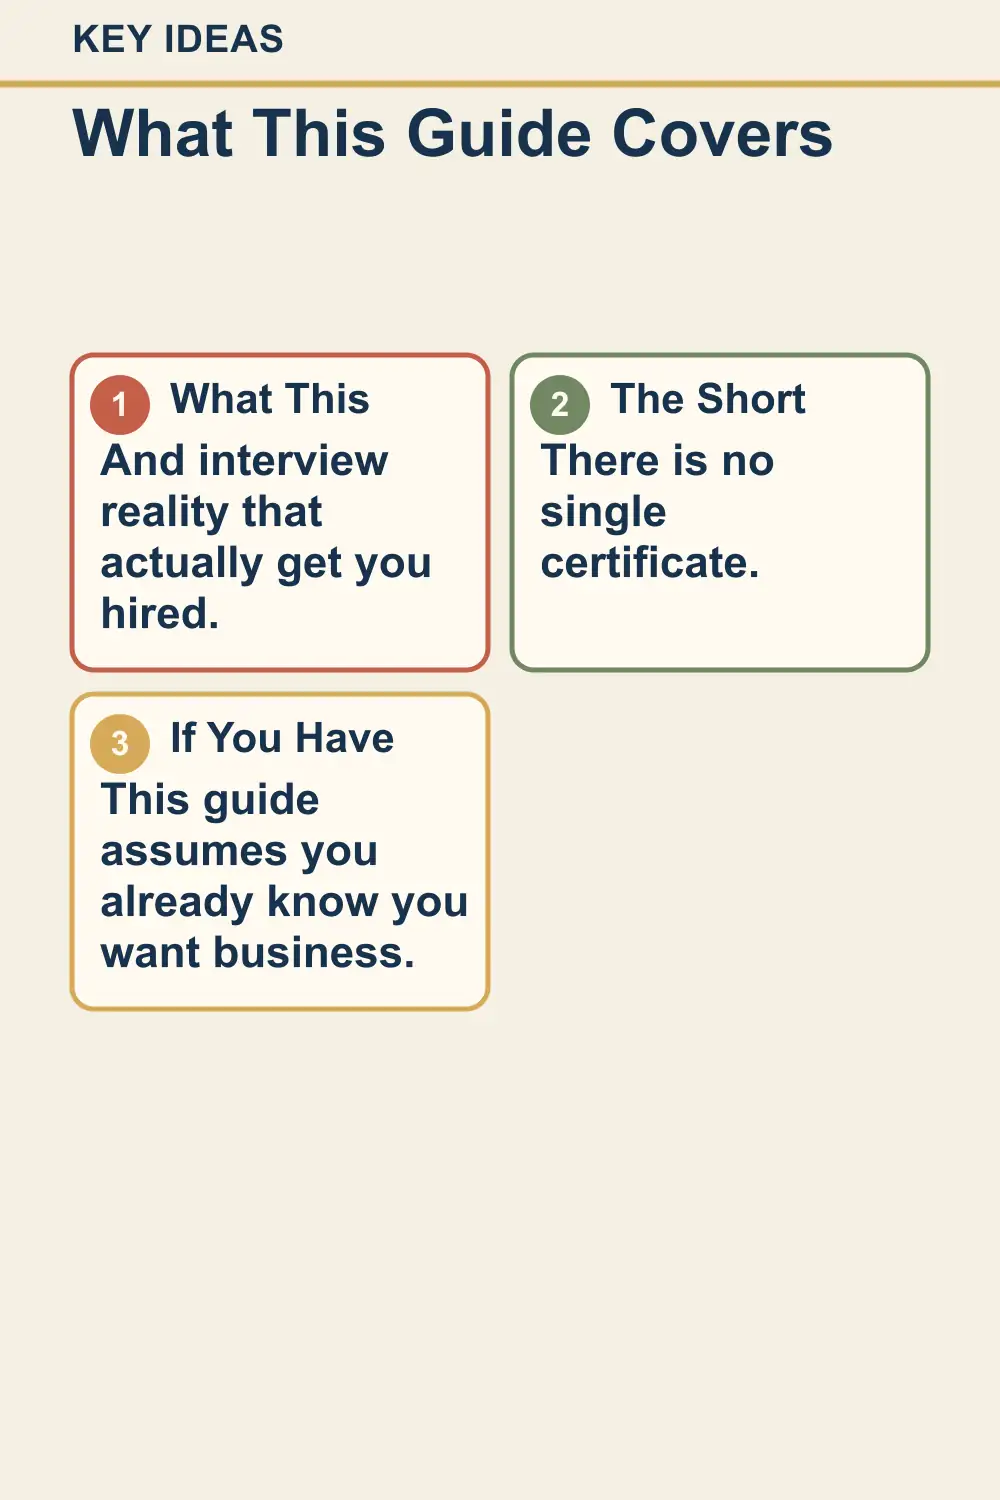 KEY IDEAS
What This Guide Covers
1 What This
And interview
reality that
actually get you
hired.
2 The Short
There is no
single
certificate.
3 If You Have
This guide
assumes you
already know you
want business.